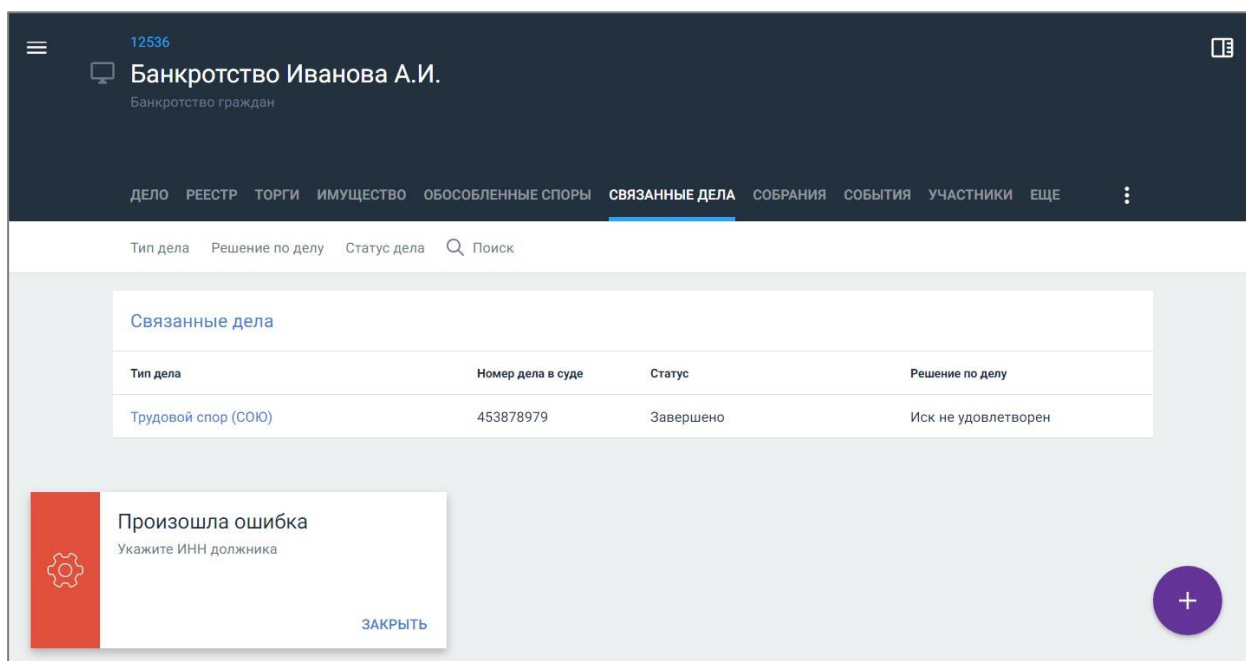 12536
Банкротство Иванова А.И.
Банкротство граждан
ДЕЛО РЕЕСТР ТОРГИ ИМУЩЕСТВО ОБОСОБЛЕННЫЕ СПОРЫ СВЯЗАННЫЕ ДЕЛА СОБРАНИЯ СОБЫТИЯ УЧАСТНИКИ ЕЩЕ
Тип дела Решение по делу Статус дела Поиск
Связанные дела
Тип дела Номер дела в суде Статус Решение по делу
Трудовой спор (СОЮ) 453878979 Завершено Иск не удовлетворен
Произошла ошибка
Укажите ИНН должника
ЗАКРЫТЬ